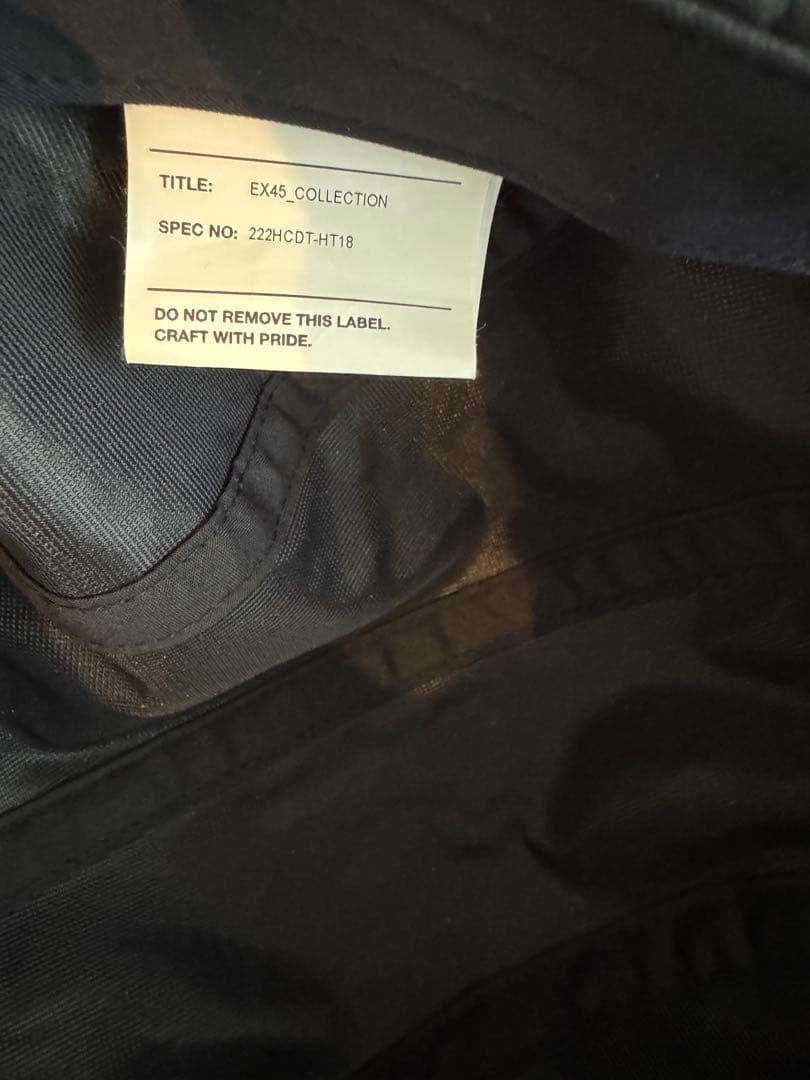 TITLE: EX45_COLLECTION
SPEC NO: 222HCDT-HT18
DO NOT REMOVE THIS LABEL.
CRAFT WITH PRIDE.